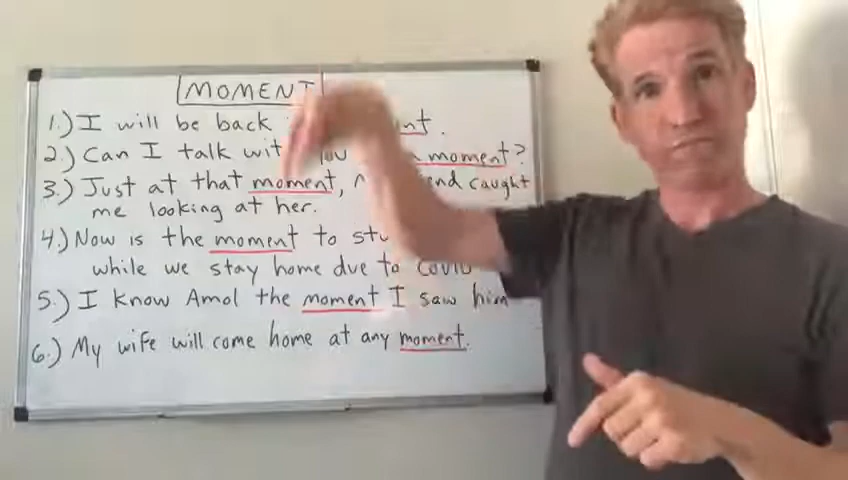 MOMENT
1.) I will be back
2.) Can I talk moment?
3.) Just at that moment, caught
me looking at her.
4.) Now is the moment to
while we stay home due to Covid
5.) I know Amol the moment I saw him
6.) My wife will come home at any moment.